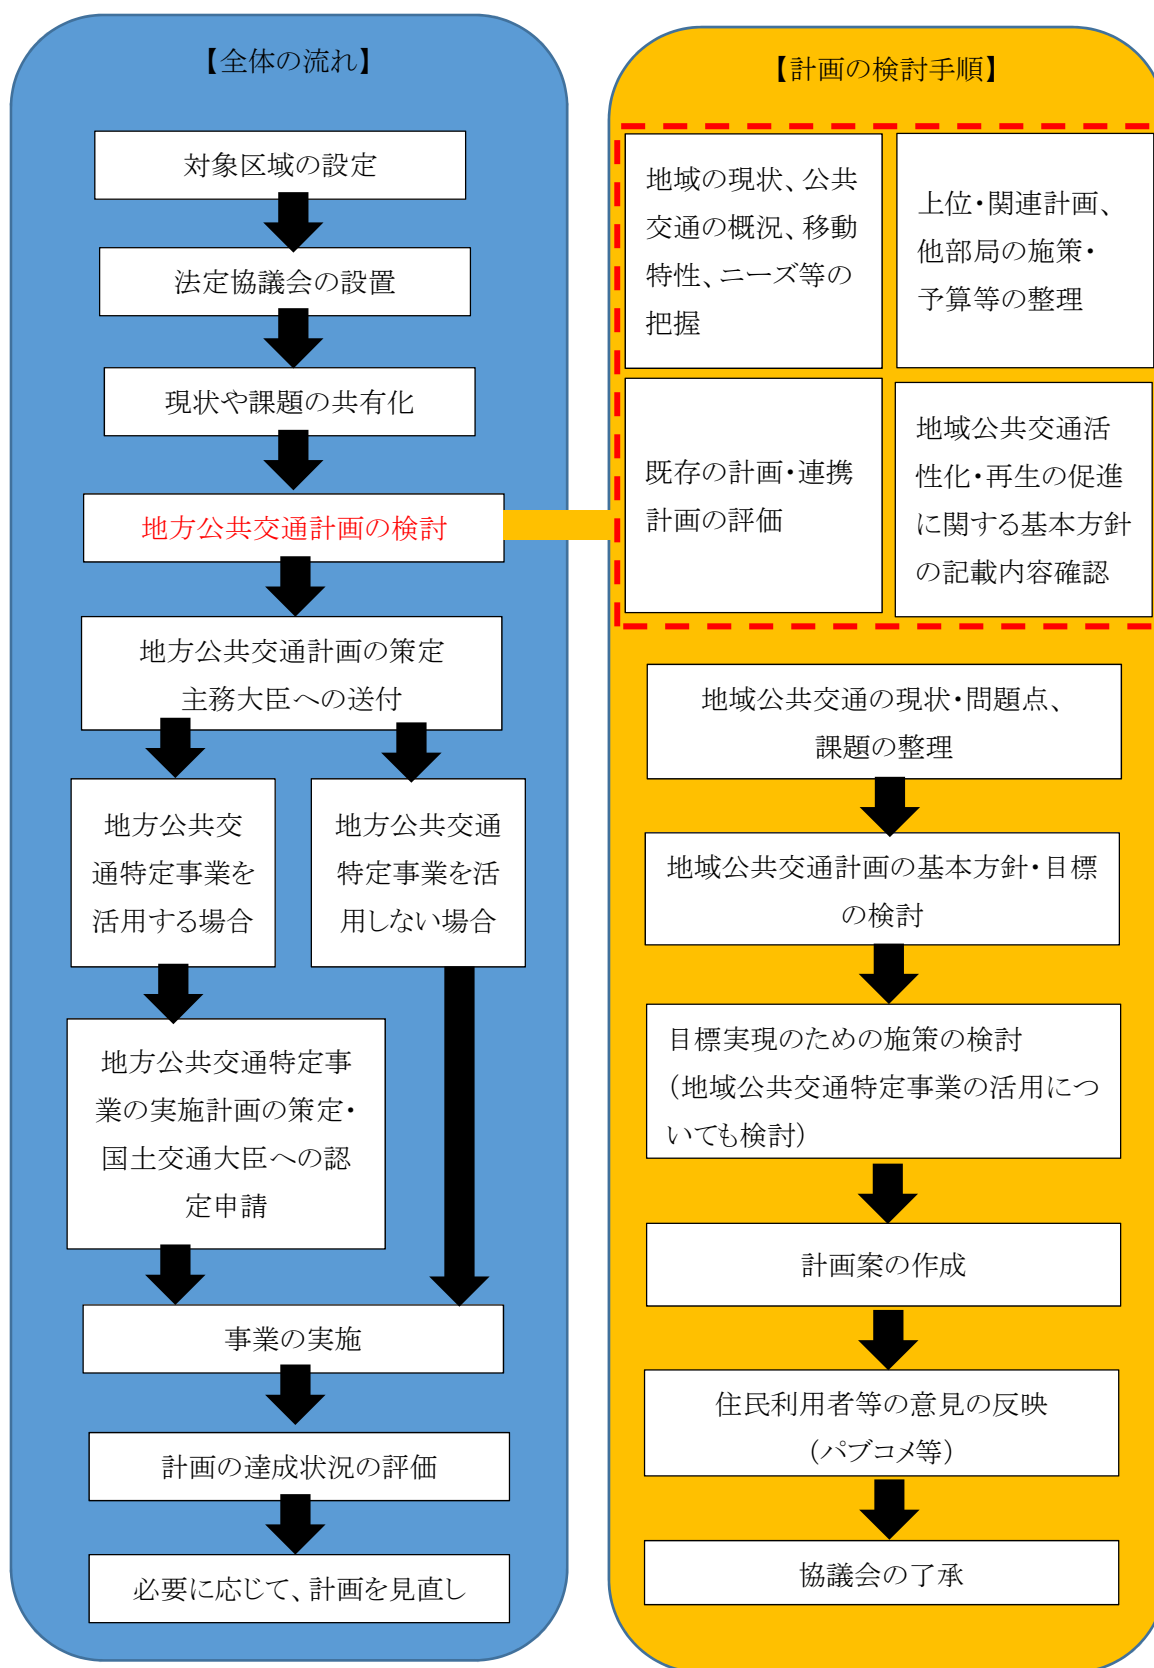 【全体の流れ】
対象区域の設定
法定協議会の設置
現状や課題の共有化
地方公共交通計画の検討
地方公共交通計画の策定
主務大臣への送付
地方公共交
通特定事業を
活用する場合
地方公共交通
特定事業を活
用しない場合
地方公共交通特定事
業の実施計画の策定・
国土交通大臣への認
定申請
事業の実施
計画の達成状況の評価
必要に応じて、計画を見直し
【計画の検討手順】
地域の現状、公共
交通の概況、移動
特性、ニーズ等の
把握
上位・関連計画、
他部局の施策・
予算等の整理
既存の計画・連携
計画の評価
地域公共交通活
性化・再生の促進
に関する基本方針
の記載内容確認
地域公共交通の現状・問題点、
課題の整理
地域公共交通計画の基本方針・目標
の検討
目標実現のための施策の検討
（地域公共交通特定事業の活用につ
いても検討）
計画案の作成
住民利用者等の意見の反映
（パブコメ等）
協議会の了承